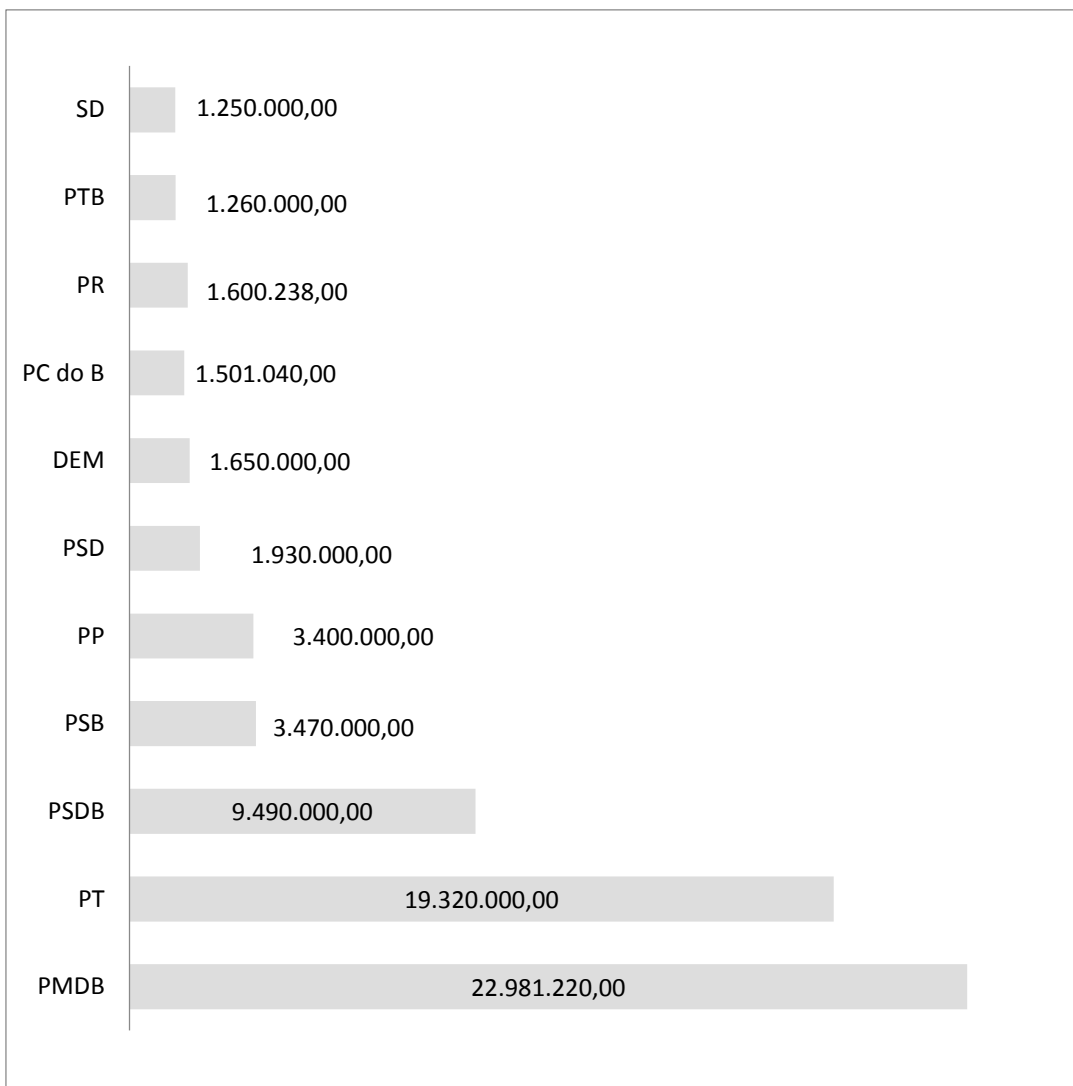 SD 1.250.000,00
PTB 1.260.000,00
PR 1.600.238,00
PC do B 1.501.040,00
DEM 1.650.000,00
PSD 1.930.000,00
PP 3.400.000,00
PSB 3.470.000,00
PSDB 9.490.000,00
PT 19.320.000,00
PMDB 22.981.220,00